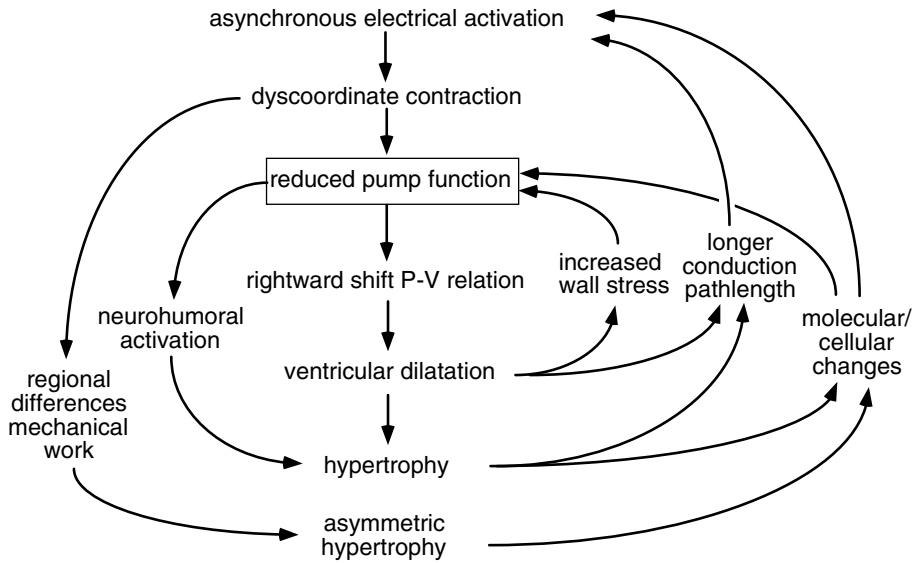 asynchronous electrical activation
dyscoordinate contraction
reduced pump function
rightward shift P-V relation
increased
wall stress
longer
conduction
pathlength
neurohumoral
activation
molecular/
cellular
changes
ventricular dilatation
regional
differences
mechanical
work
hypertrophy
asymmetric
hypertrophy